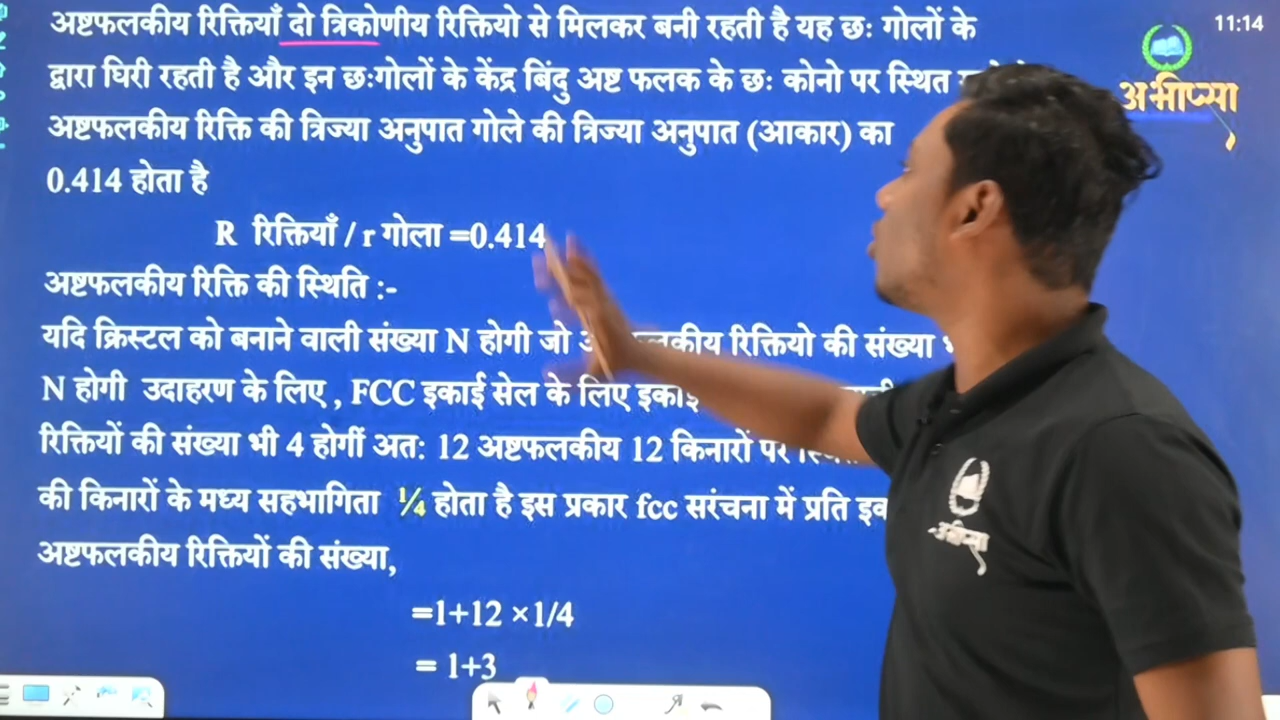 अष्टफलकीय रिक्तियाँ दो त्रिकोणीय रिक्तियो से मिलकर बनी रहती है यह छः गोलों के
द्वारा घिरी रहती है और इन छःगोलों के केंद्र बिंदु अष्ट फलक के छः कोनो पर स्थित
अष्टफलकीय रिक्ति की त्रिज्या अनुपात गोले की त्रिज्या अनुपात (आकार) का
0.414 होता है
R रिक्तियाँ / r गोला =0.414
अष्टफलकीय रिक्ति की स्थिति :-
यदि क्रिस्टल को बनाने वाली संख्या N होगी जो रिक्तियो की संख्या
N होगी उदाहरण के लिए , FCC इकाई सेल के लिए
रिक्तियों की संख्या भी 4 होगीं अत: 12 अष्टफलकीय 12 किनारों पर
की किनारों के मध्य सहभागिता ¼ होता है इस प्रकार fcc सरंचना में प्रति
अष्टफलकीय रिक्तियों की संख्या,
=1+12 ×1/4
= 1+3
11:14
अभीप्सा
अभीप्सा